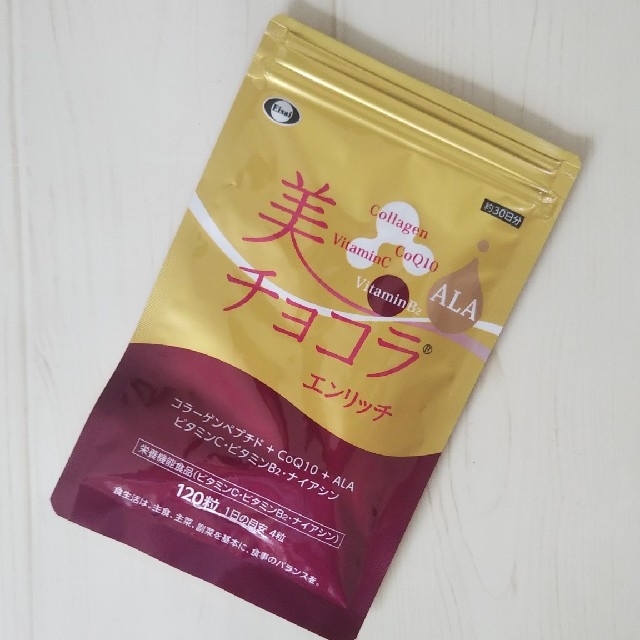 Eisai
約30日分
美
チョコラ®
エンリッチ
Collagen
VitaminC
CoQ10
VitaminB2
ALA
コラーゲンペプチド + CoQ10 + ALA
ビタミンC・ビタミンB2・ナイアシン
栄養機能食品(ビタミンC・ビタミンB2・ナイアシン)
120粒 1日の目安 4粒
食生活は、主食、主菜、副菜を基本に、食事のバランスを。